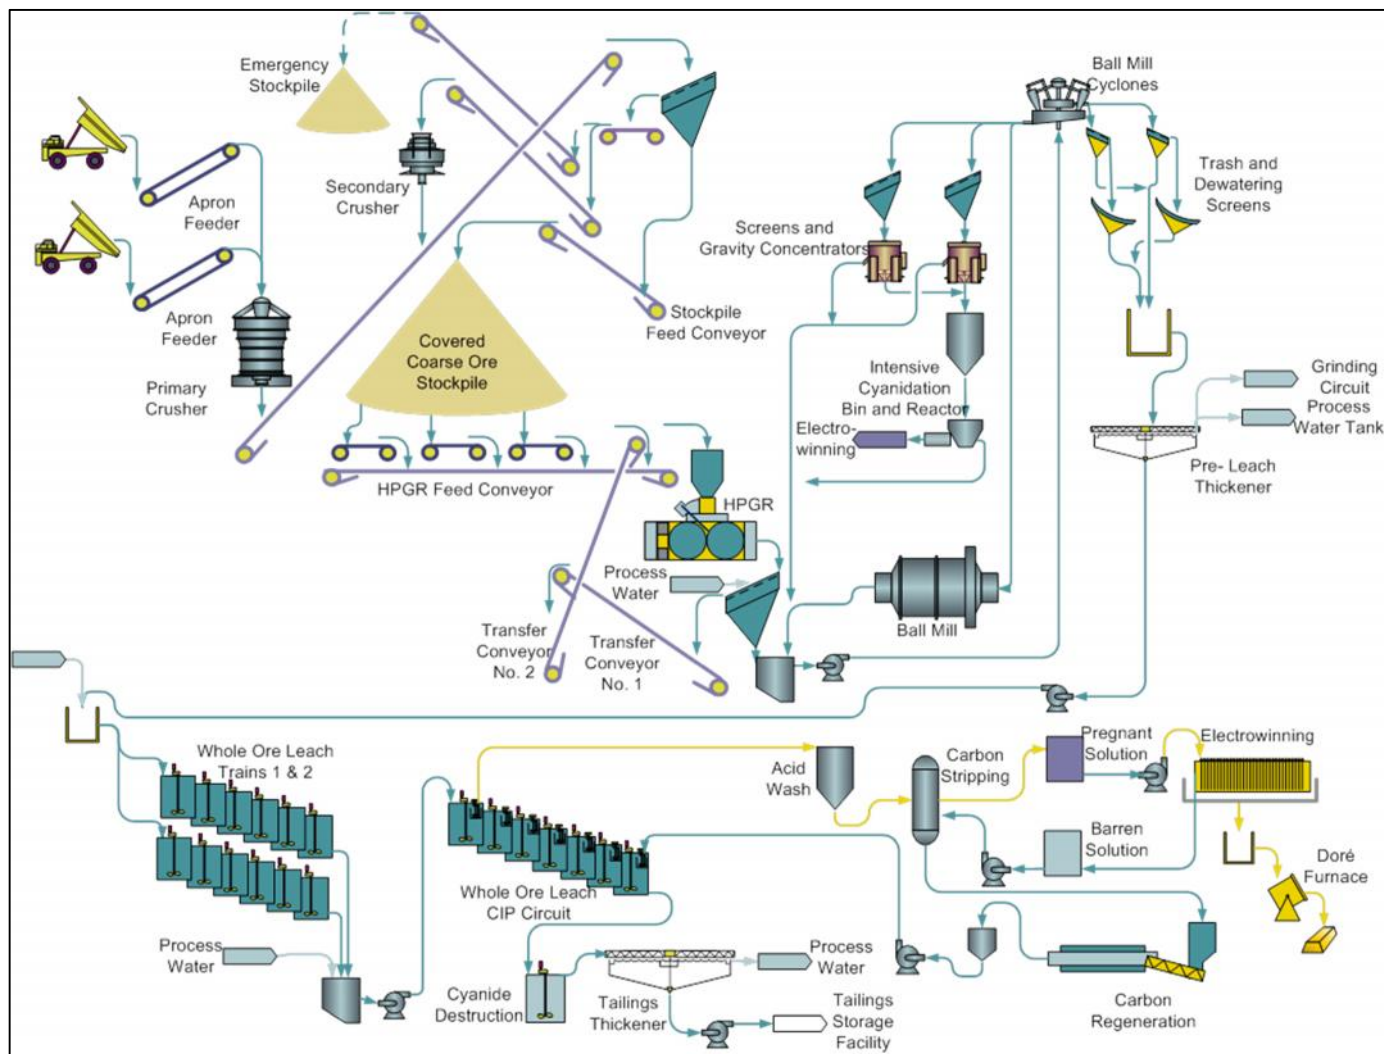 Emergency
Stockpile
Ball Mill
Cyclones
Apron
Feeder
Secondary
Crusher
Trash and
Dewatering
Screens
Screens and
Gravity Concentrators
Apron
Feeder
Stockpile
Feed Conveyor
Covered
Coarse Ore
Stockpile
Primary
Crusher
Intensive
Cyanidation
Bin and Reactor
Grinding
Circuit
Process
Water Tank
Electro-
winning
Pre- Leach
Thickener
HPGR Feed Conveyor
HPGR
Process
Water
Ball Mill
Transfer
Conveyor
No. 2
Transfer
Conveyor
No. 1
Whole Ore Leach
Trains 1 & 2
Acid
Wash
Carbon
Stripping
Pregnant
Solution
Electrowinning
Barren
Solution
Doré
Furnace
Whole Ore Leach
CIP Circuit
Process
Water
Cyanide
Destruction
Tailings
Thickener
Process
Water
Tailings
Storage
Facility
Carbon
Regeneration